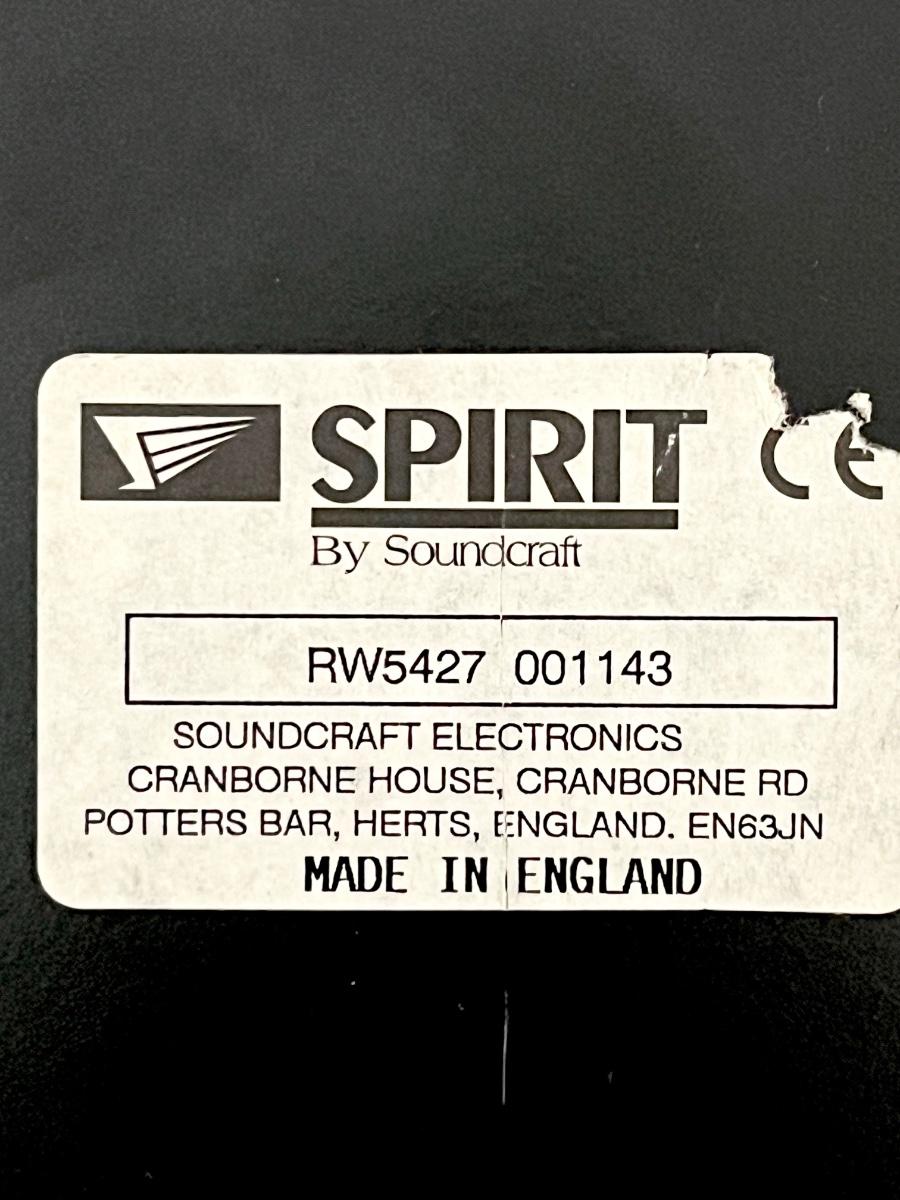 SPIRIT CE
By Soundcraft
RW5427 001143
SOUNDCRAFT ELECTRONICS
CRANBORNE HOUSE, CRANBORNE RD
POTTERS BAR, HERTS, ENGLAND. EN63JN
MADE IN ENGLAND